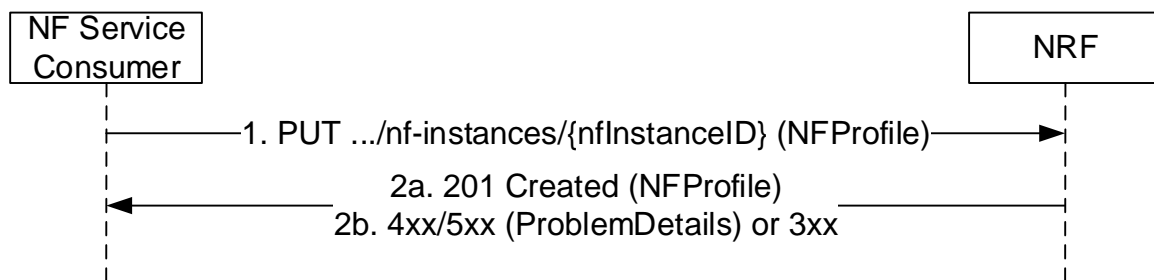 NF Service
Consumer
NRF
1. PUT .../nf-instances/{nfInstanceID} (NFProfile)
2a. 201 Created (NFProfile)
2b. 4xx/5xx (ProblemDetails) or 3xx